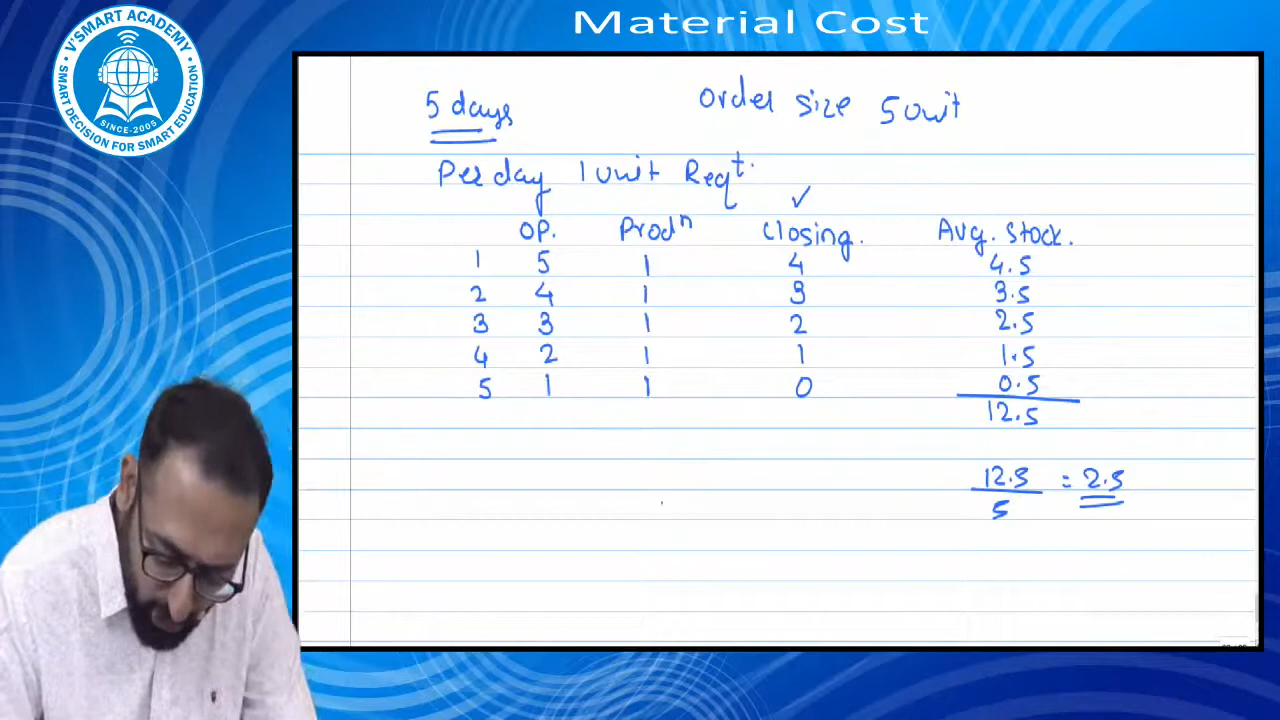 Material Cost
V'SMART ACADEMY
SINCE-2005
SMART DECISION FOR SMART EDUCATION
5 days Order size 5 unit
Per day 1 unit Reqt.
OP. Prodn Closing. Avg. Stock.
1 5 1 4 4.5
2 4 1 3 3.5
3 3 1 2 2.5
4 2 1 1 1.5
5 1 1 0 0.5
12.5
12.5 = 2.5
5